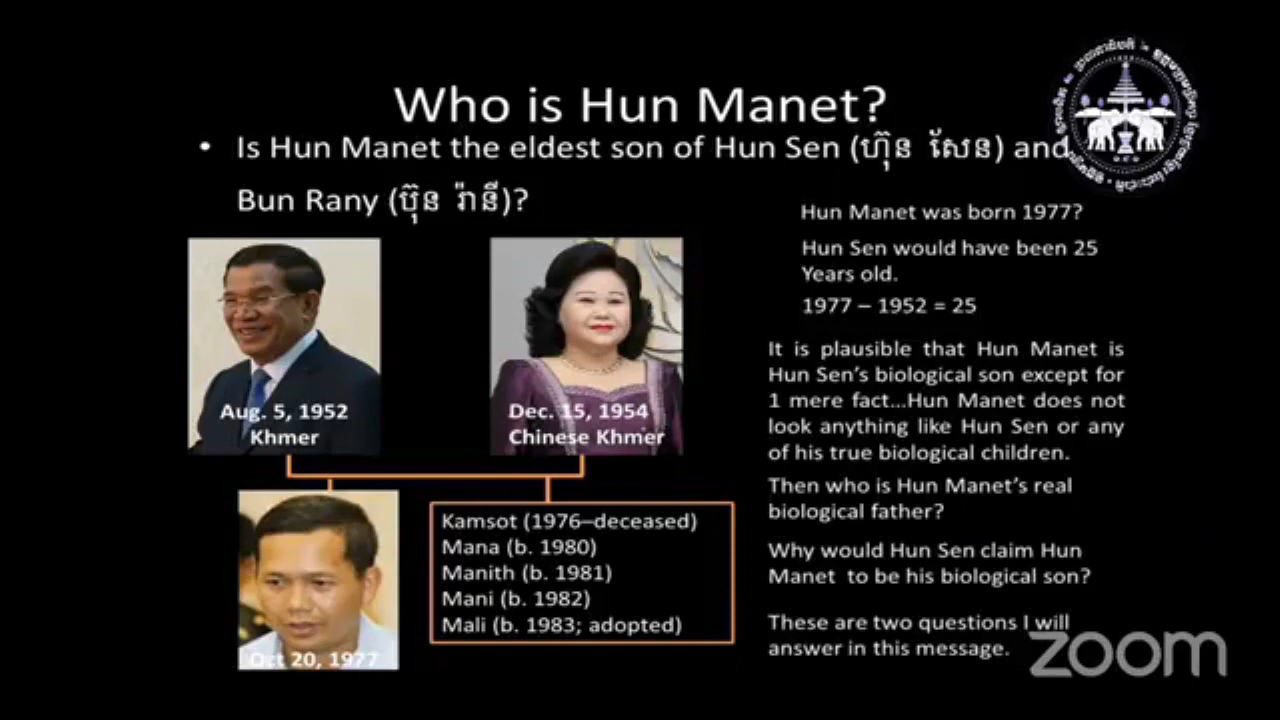 Who is Hun Manet?
• Is Hun Manet the eldest son of Hun Sen (ហ៊ុន សែន) and
Bun Rany (ប៊ុន រ៉ានី)?
Hun Manet was born 1977?
Hun Sen would have been 25
Years old.
1977 – 1952 = 25
It is plausible that Hun Manet is
Hun Sen's biological son except for
1 mere fact...Hun Manet does not
look anything like Hun Sen or any
of his true biological children.
Then who is Hun Manet's real
biological father?
Why would Hun Sen claim Hun
Manet to be his biological son?
These are two questions I will
answer in this message.
Aug. 5, 1952
Khmer
Dec. 15, 1954
Chinese Khmer
Oct 20, 1977
Kamsot (1976–deceased)
Mana (b. 1980)
Manith (b. 1981)
Mani (b. 1982)
Mali (b. 1983; adopted)
zoom